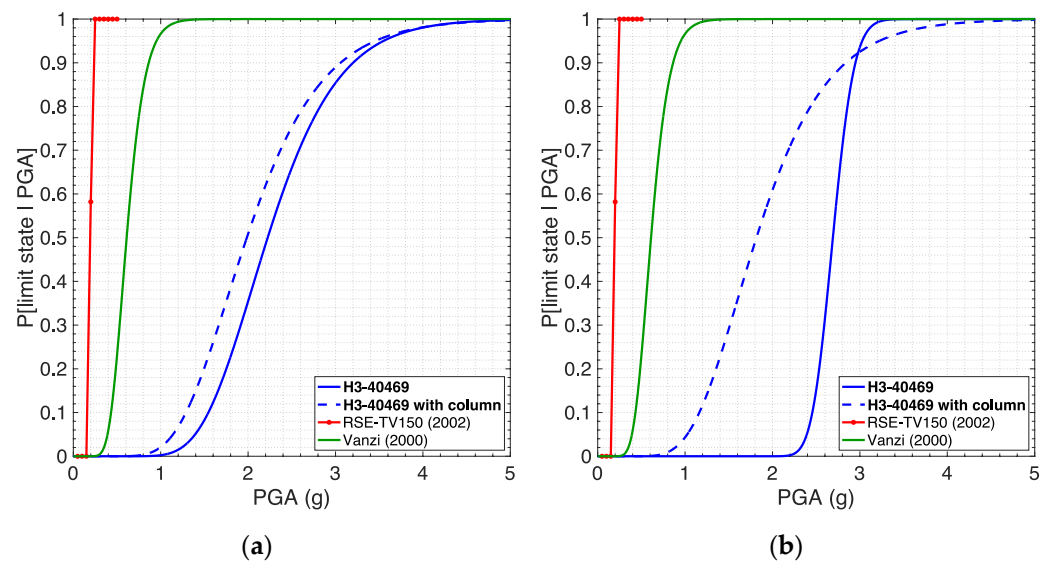 1
0.9
0.8
0.7
0.6
0.5
0.4
0.3
0.2
0.1
0
P[limit state | PGA]
H3-40469
H3-40469 with column
RSE-TV150 (2002)
Vanzi (2000)
0 1 2 3 4 5
PGA (g)
(a)
1
0.9
0.8
0.7
0.6
0.5
0.4
0.3
0.2
0.1
0
P[limit state | PGA]
H3-40469
H3-40469 with column
RSE-TV150 (2002)
Vanzi (2000)
0 1 2 3 4 5
PGA (g)
(b)